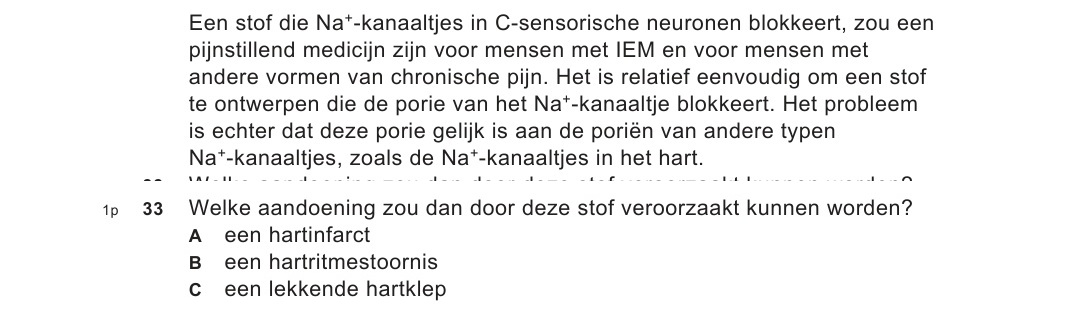 Een stof die Na⁺-kanaaltjes in C-sensorische neuronen blokkeert, zou een
pijnstillend medicijn zijn voor mensen met IEM en voor mensen met
andere vormen van chronische pijn. Het is relatief eenvoudig om een stof
te ontwerpen die de porie van het Na⁺-kanaaltje blokkeert. Het probleem
is echter dat deze porie gelijk is aan de poriën van andere typen
Na⁺-kanaaltjes, zoals de Na⁺-kanaaltjes in het hart.
1p 33 Welke aandoening zou dan door deze stof veroorzaakt kunnen worden?
A een hartinfarct
B een hartritmestoornis
C een lekkende hartklep